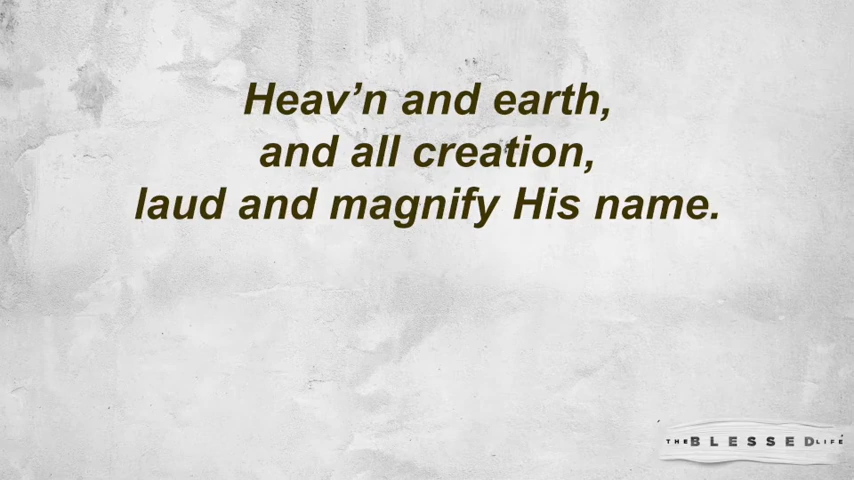 Heav’n and earth,
and all creation,
laud and magnify His name.
THE BLESSED LIFE